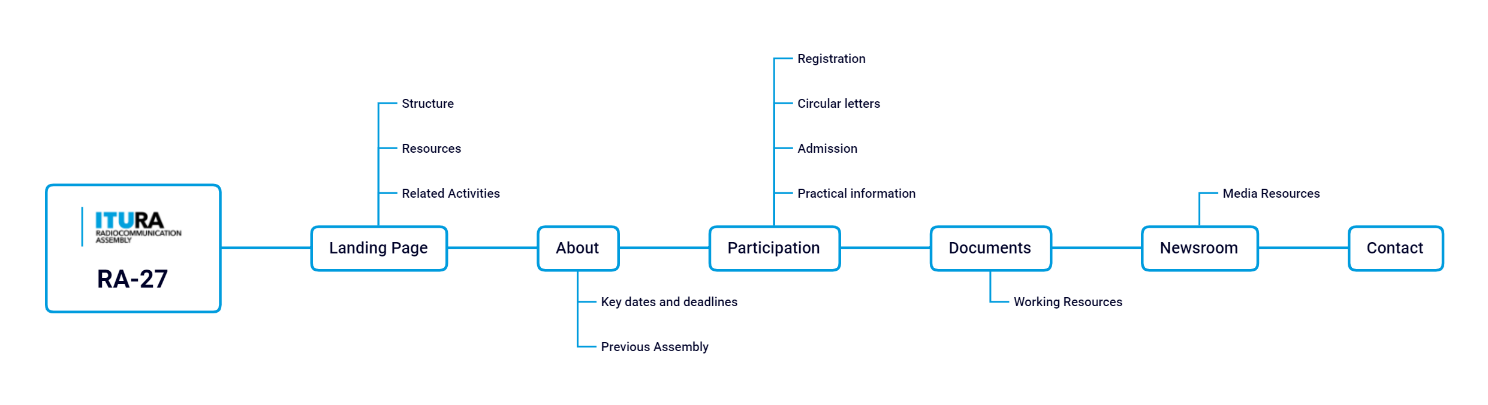 ITURA
RADIOCOMMUNICATION
ASSEMBLY
RA-27
Landing Page
Structure
Resources
Related Activities
About
Key dates and deadlines
Previous Assembly
Participation
Registration
Circular letters
Admission
Practical information
Documents
Working Resources
Newsroom
Media Resources
Contact